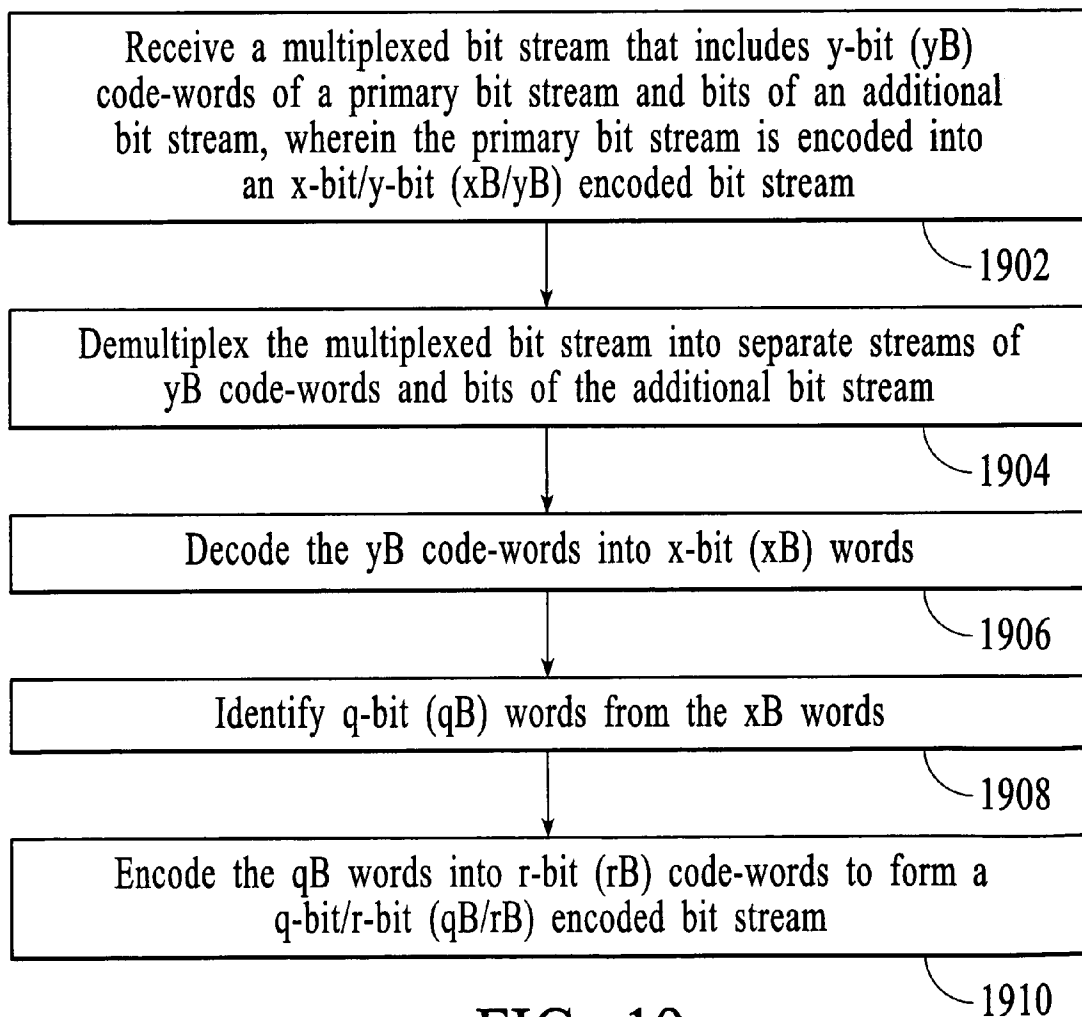 Receive a multiplexed bit stream that includes y-bit (yB)
code-words of a primary bit stream and bits of an additional
bit stream, wherein the primary bit stream is encoded into
an x-bit/y-bit (xB/yB) encoded bit stream
1902
Demultiplex the multiplexed bit stream into separate streams of
yB code-words and bits of the additional bit stream
1904
Decode the yB code-words into x-bit (xB) words
1906
Identify q-bit (qB) words from the xB words
1908
Encode the qB words into r-bit (rB) code-words to form a
q-bit/r-bit (qB/rB) encoded bit stream
1910